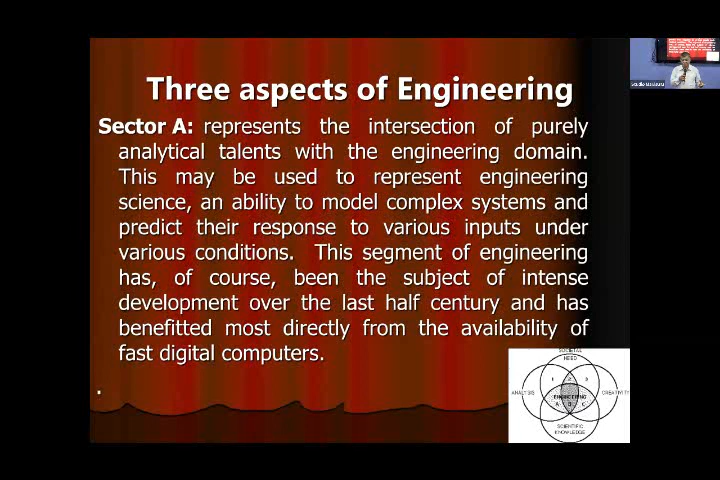 Three aspects of Engineering
Sector A: represents the intersection of purely
analytical talents with the engineering domain.
This may be used to represent engineering
science, an ability to model complex systems and
predict their response to various inputs under
various conditions. This segment of engineering
has, of course, been the subject of intense
development over the last half century and has
benefitted most directly from the availability of
fast digital computers.
SOCIETAL
NEED
1 2 3
ANALYSIS
CREATIVITY
ENGINEERING
A B C
SCIENTIFIC
KNOWLEDGE